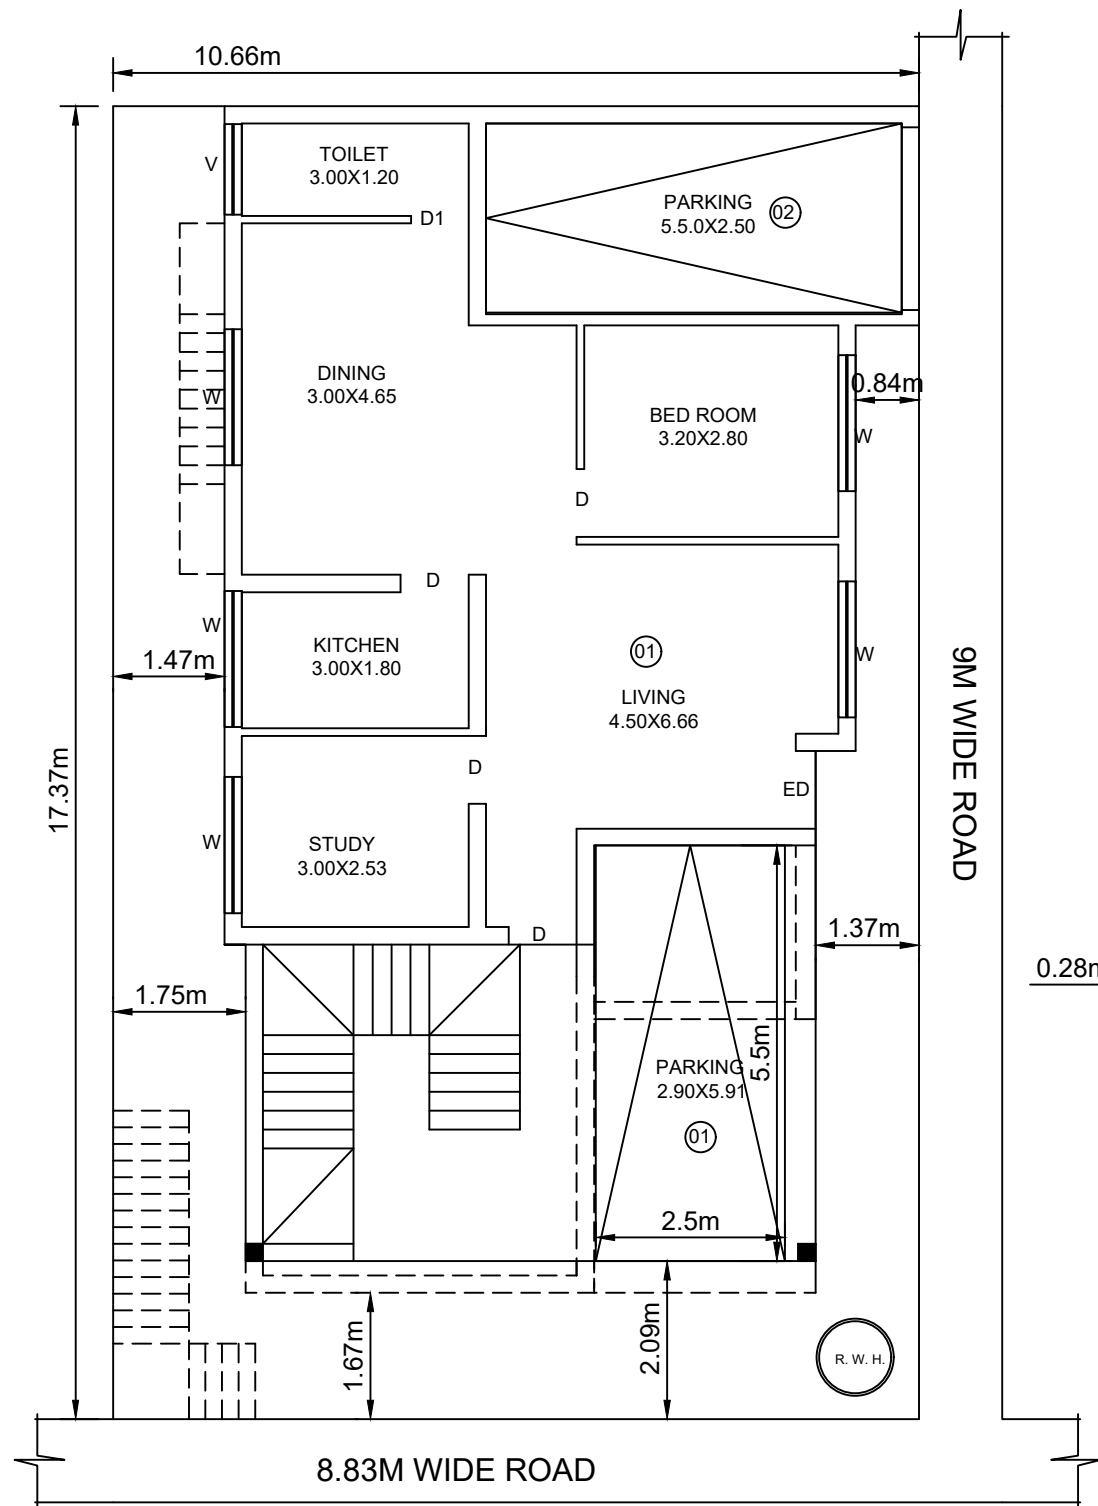 10.66m
V
TOILET
3.00X1.20
D1
PARKING
5.5.0X2.50
02
DINING
3.00X4.65
W
BED ROOM
3.20X2.80
0.84m
W
D
D
W
KITCHEN
3.00X1.80
1.47m
01
LIVING
4.50X6.66
W
9M WIDE ROAD
17.37m
D
ED
W
STUDY
3.00X2.53
D
1.37m
0.28m
1.75m
PARKING
2.90X5.91
5.5m
01
2.5m
1.67m
2.09m
R. W. H.
8.83M WIDE ROAD